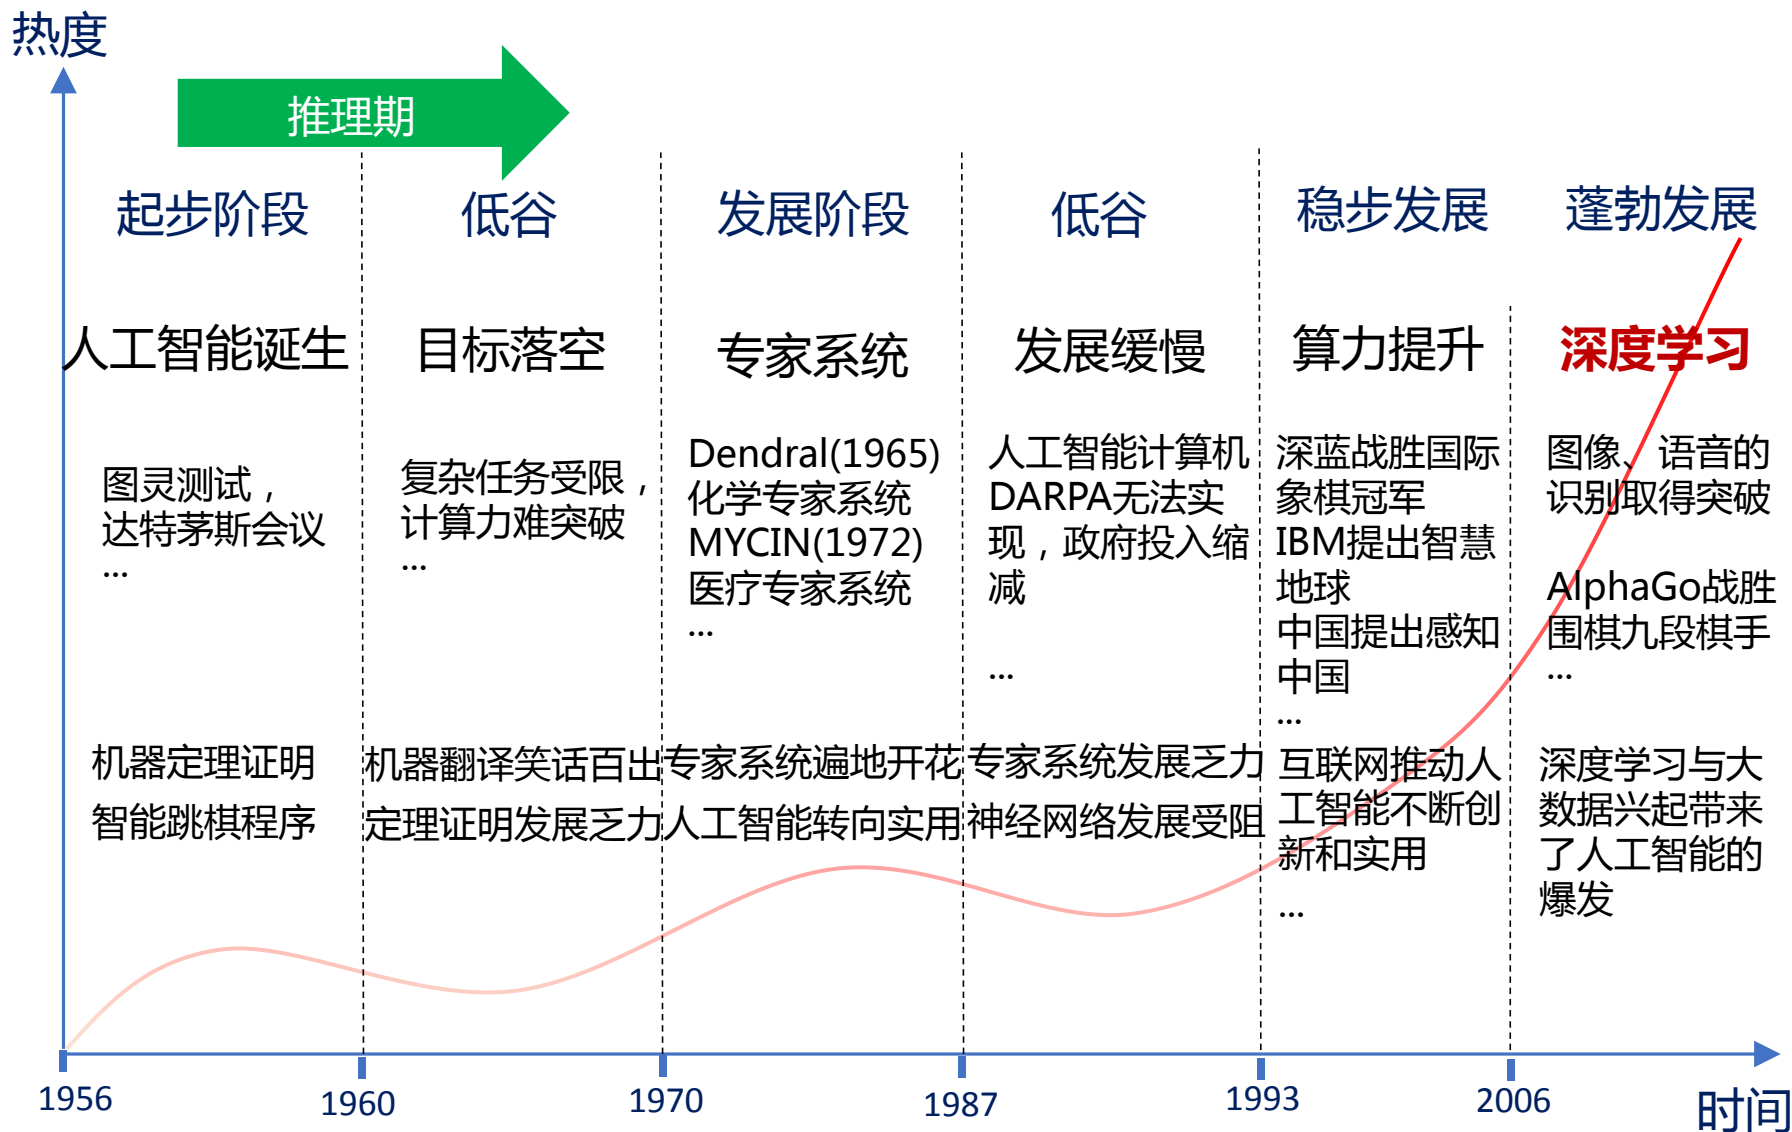 热度
推理期
起步阶段
低谷
发展阶段
低谷
稳步发展
蓬勃发展
人工智能诞生
目标落空
专家系统
发展缓慢
算力提升
深度学习
图灵测试，
达特茅斯会议
...
复杂任务受限，
计算力难突破
...
Dendral(1965)
化学专家系统
MYCIN(1972)
医疗专家系统
...
人工智能计算机
DARPA无法实
现，政府投入缩
减
...
深蓝战胜国际
象棋冠军
IBM提出智慧
地球
中国提出感知
中国
...
图像、语音的
识别取得突破
AlphaGo战胜
围棋九段棋手
...
机器定理证明
智能跳棋程序
机器翻译笑话百出
定理证明发展乏力
专家系统遍地开花
人工智能转向实用
专家系统发展乏力
神经网络发展受阻
互联网推动人
工智能不断创
新和实用
...
深度学习与大
数据兴起带来
了人工智能的
爆发
1956
1960
1970
1987
1993
2006
时间